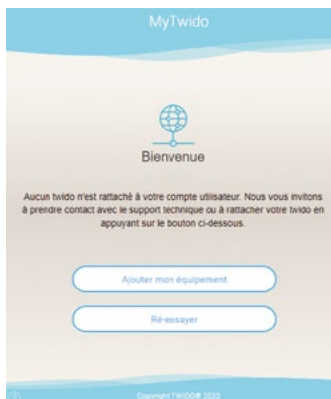 MyTwido
Bienvenue
Aucun twido n'est rattaché à votre compte utilisateur. Nous vous invitons
à prendre contact avec le support technique ou à rattacher votre twido en
appuyant sur le bouton ci-dessous.
Ajouter mon équipement
Ré-essayer
Copyright TWIDO® 2020